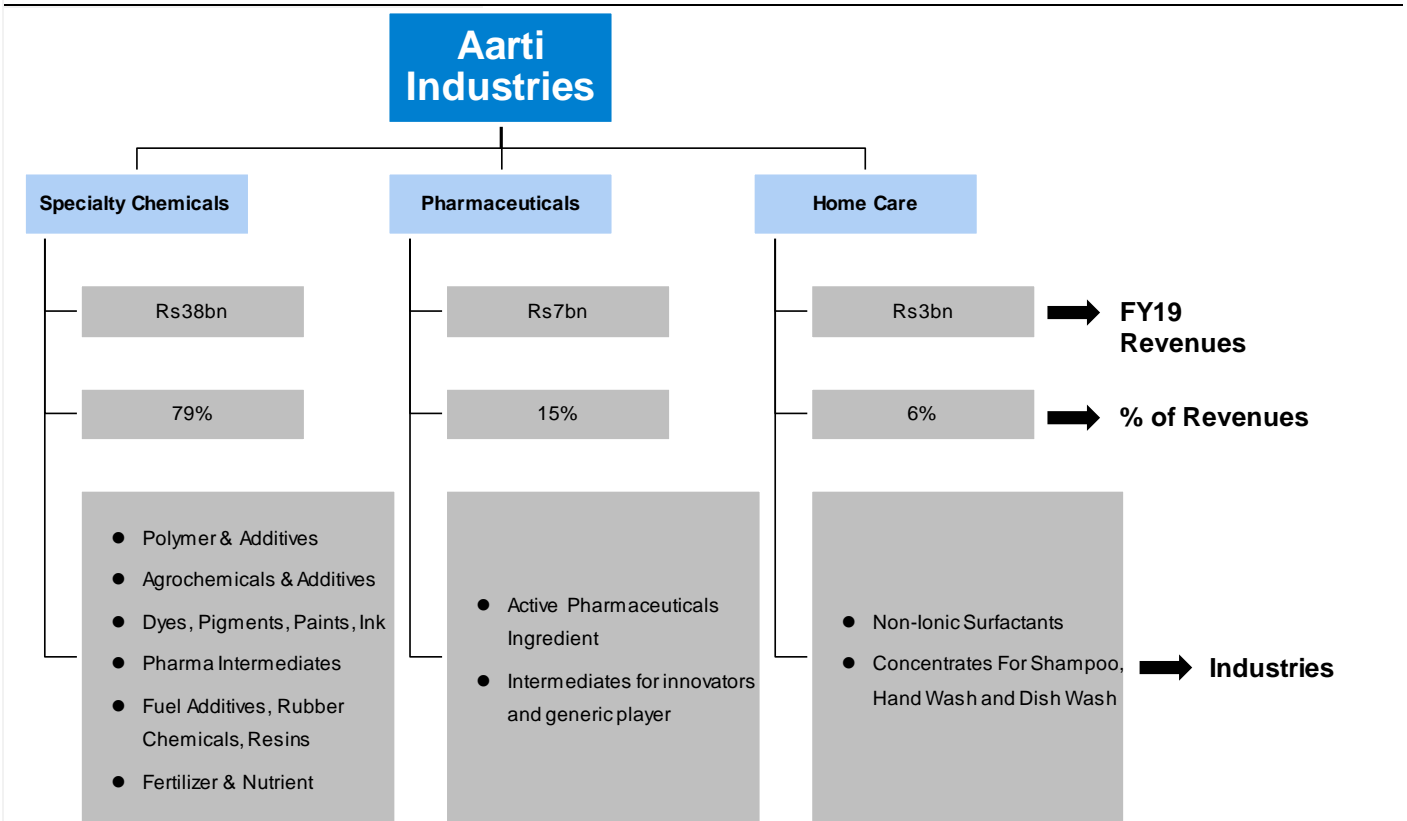 Aarti
Industries
Specialty Chemicals
Pharmaceuticals
Home Care
Rs38bn
Rs7bn
Rs3bn
FY19
Revenues
79%
15%
6%
% of Revenues
● Polymer & Additives
● Agrochemicals & Additives
● Dyes, Pigments, Paints, Ink
● Pharma Intermediates
● Fuel Additives, Rubber
Chemicals, Resins
● Fertilizer & Nutrient
● Active Pharmaceuticals
Ingredient
● Intermediates for innovators
and generic player
● Non-Ionic Surfactants
● Concentrates For Shampoo,
Hand Wash and Dish Wash
Industries